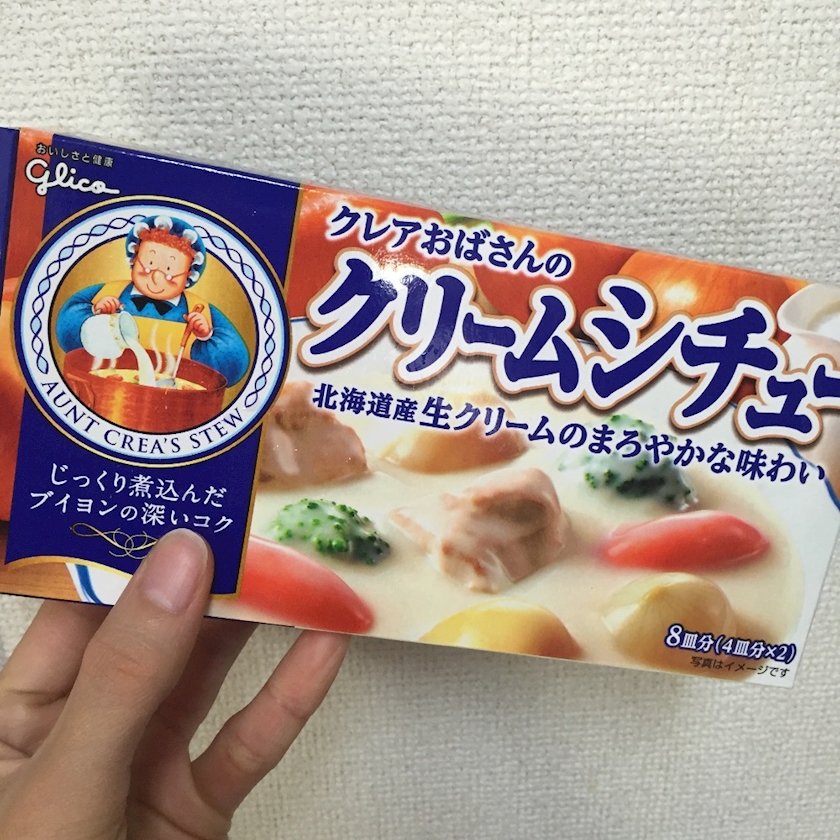 おいしさと健康
Glico
AUNT CREA'S STEW
じっくり煮込んだ
ブイヨンの深いコク
クレアおばさんの
クリームシチュー
北海道産生クリームのまろやかな味わい
8皿分(4皿分×2)
写真はイメージです